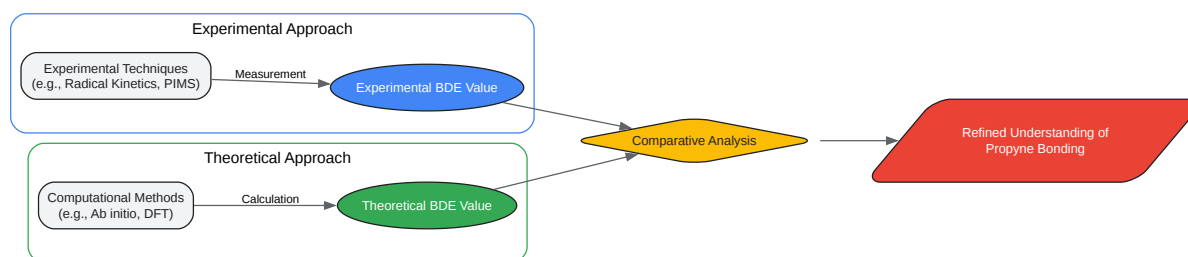 Experimental Approach
Experimental Techniques
(e.g., Radical Kinetics, PIMS)
Measurement
Experimental BDE Value
Theoretical Approach
Computational Methods
(e.g., Ab initio, DFT)
Calculation
Theoretical BDE Value
Comparative Analysis
Refined Understanding of
Propyne Bonding